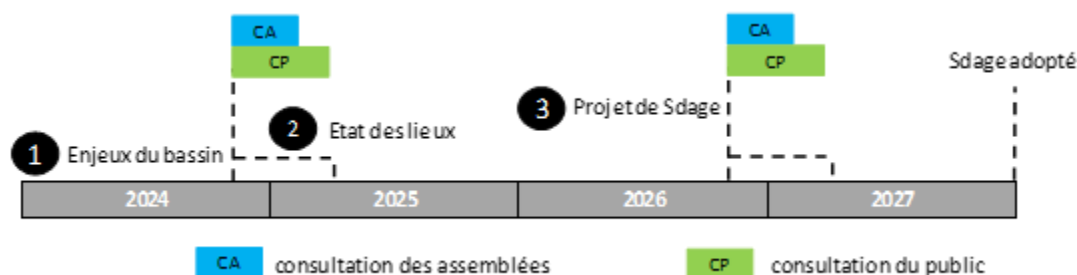 CA
CP
CA
CP
Sdage adopté
3 Projet de Sdage
2 Etat des lieux
1 Enjeux du bassin
2024 2025 2026 2027
CA consultation des assemblées CP consultation du public